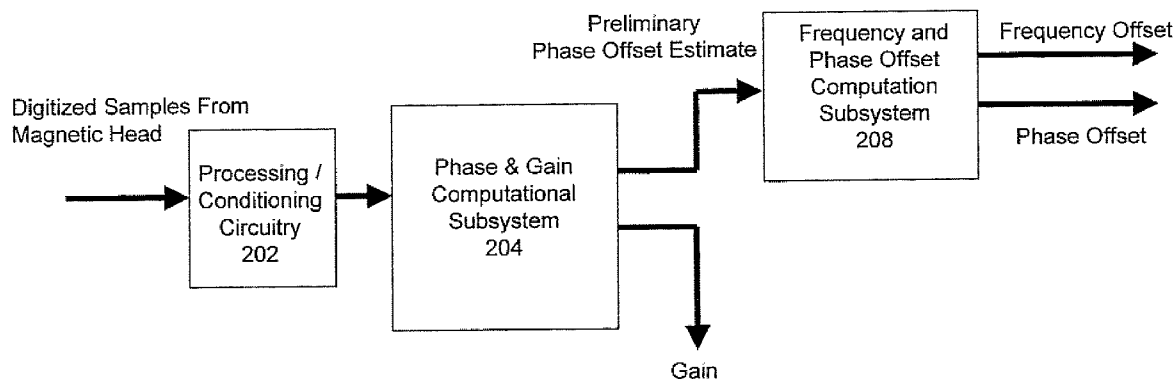 Digitized Samples From
Magnetic Head
Processing /
Conditioning
Circuitry
202
Phase & Gain
Computational
Subsystem
204
Preliminary
Phase Offset Estimate
Gain
Frequency and
Phase Offset
Computation
Subsystem
208
Frequency Offset
Phase Offset